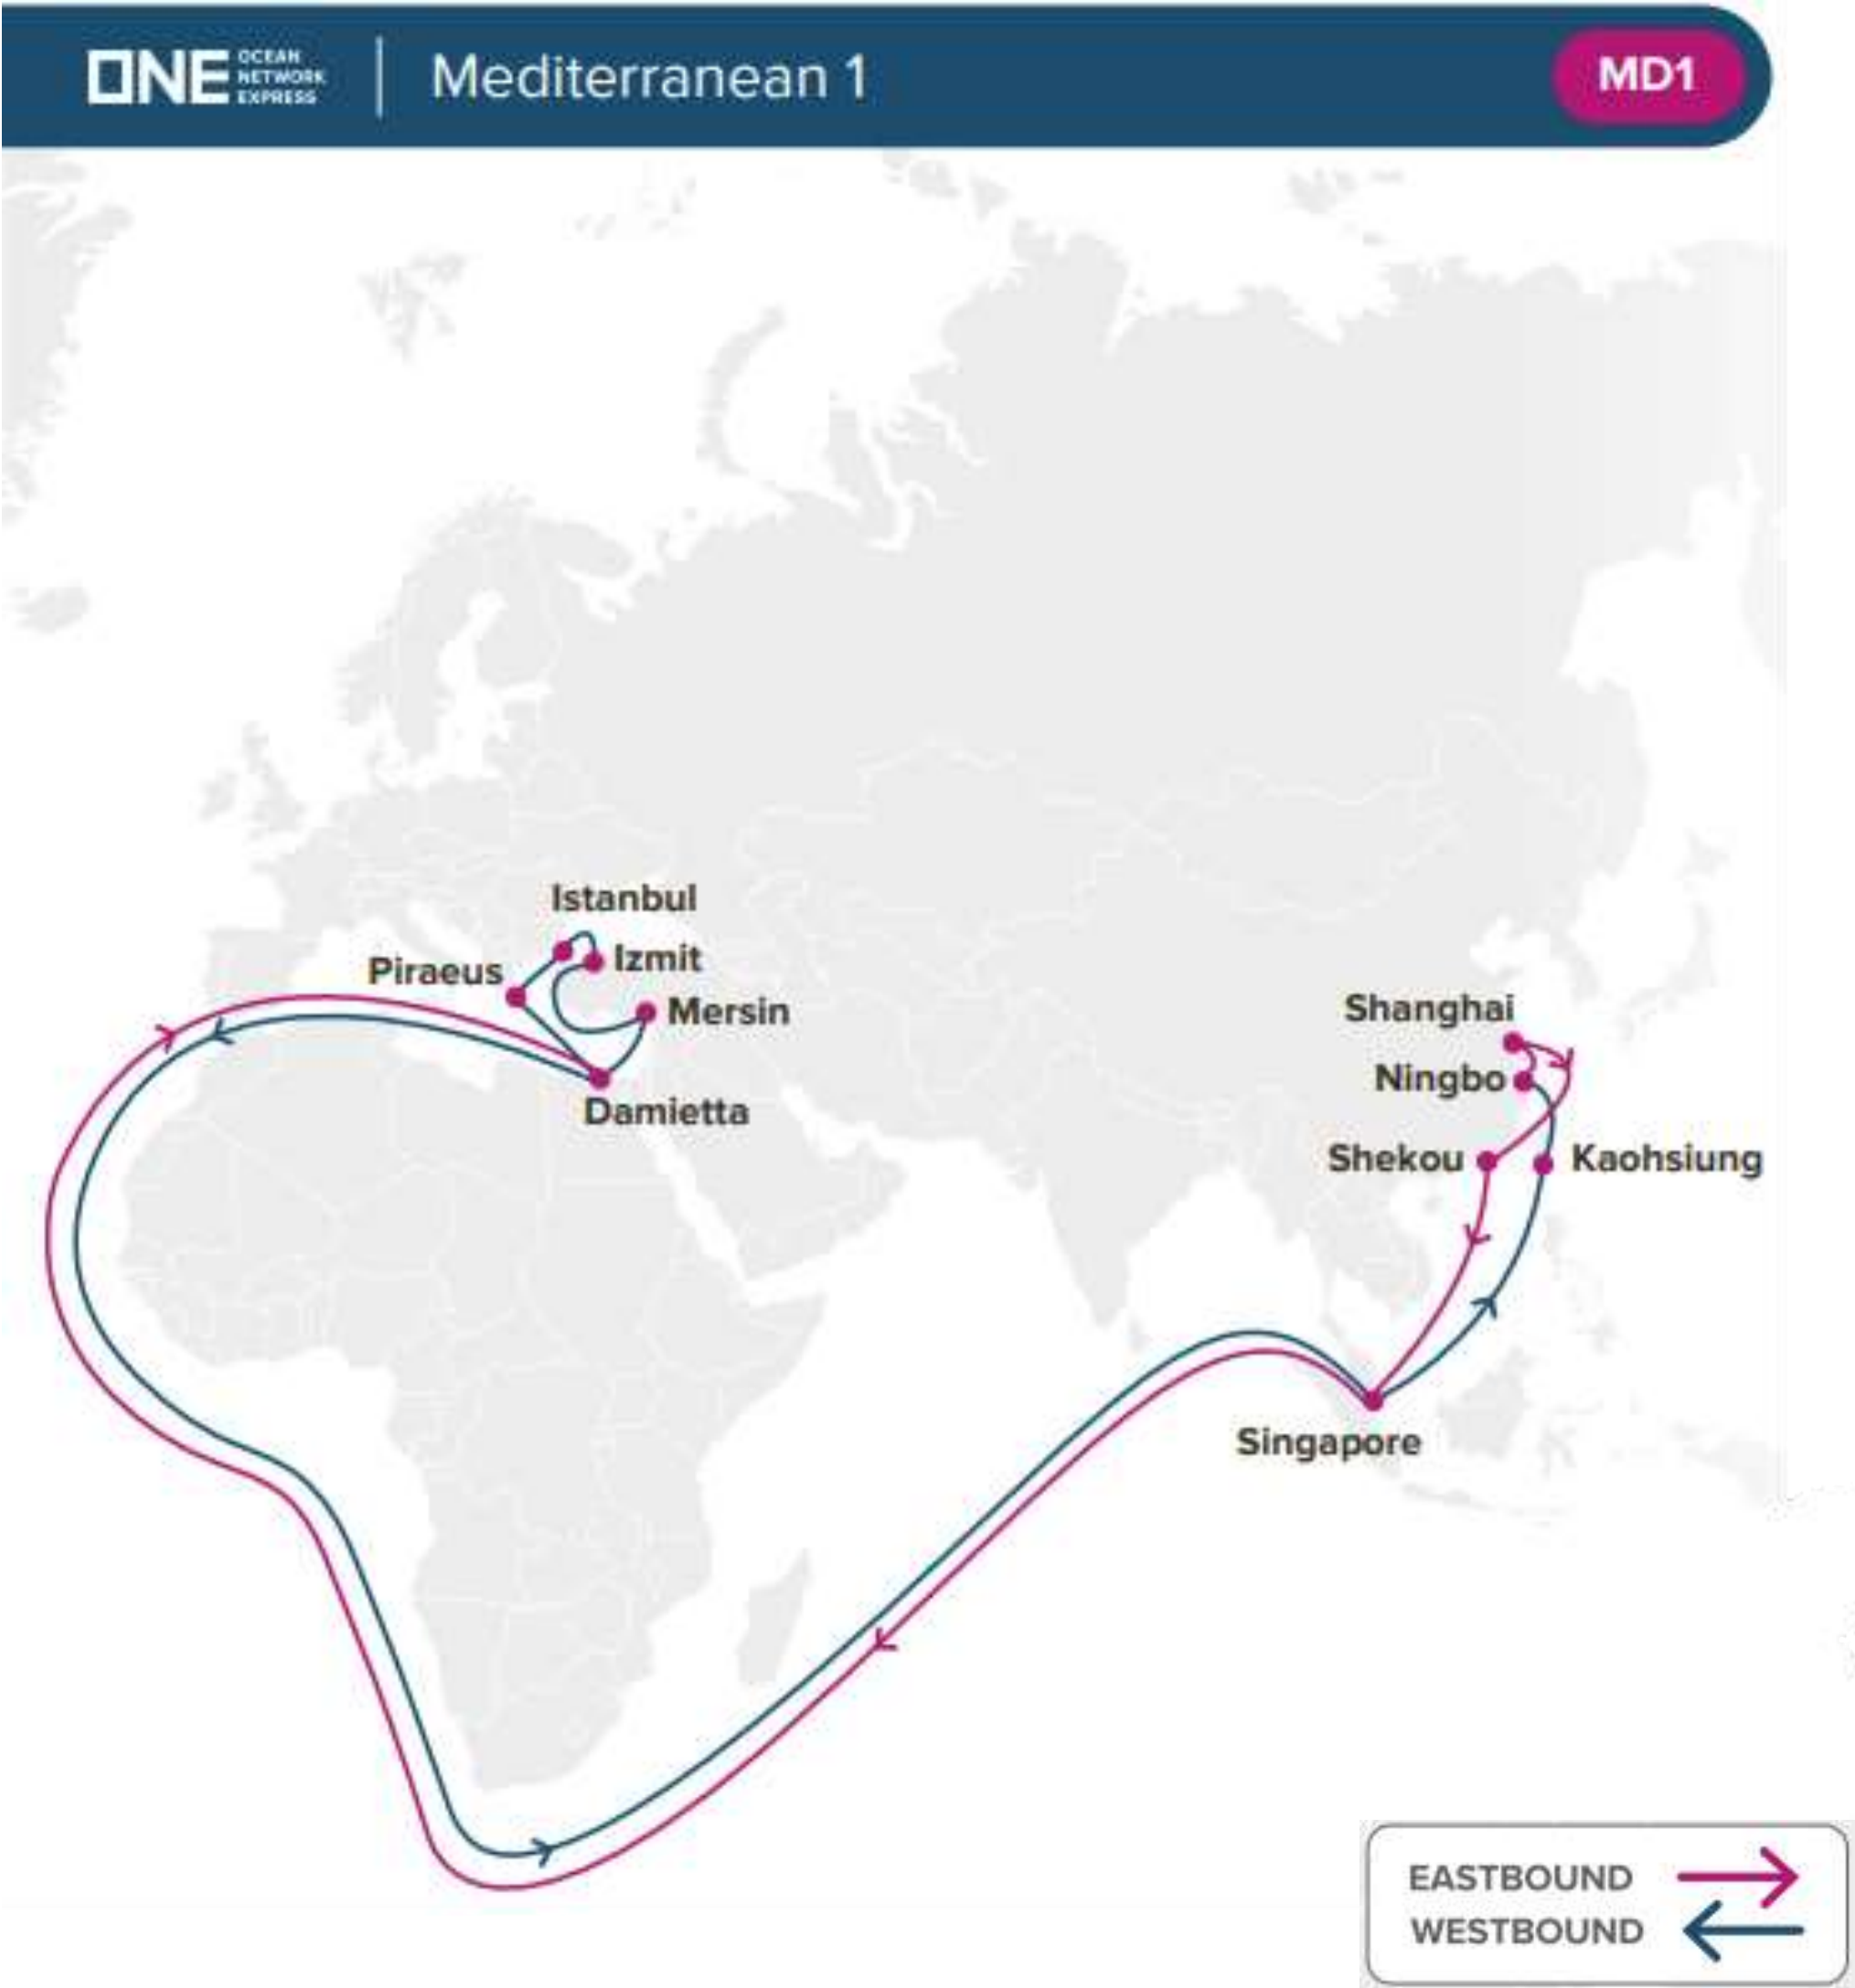 ONE OCEAN
NETWORK
EXPRESS
Mediterranean 1
MD1
Istanbul
Izmit
Piraeus
Mersin
Damietta
Shanghai
Ningbo
Shekou
Kaohsiung
Singapore
EASTBOUND
WESTBOUND